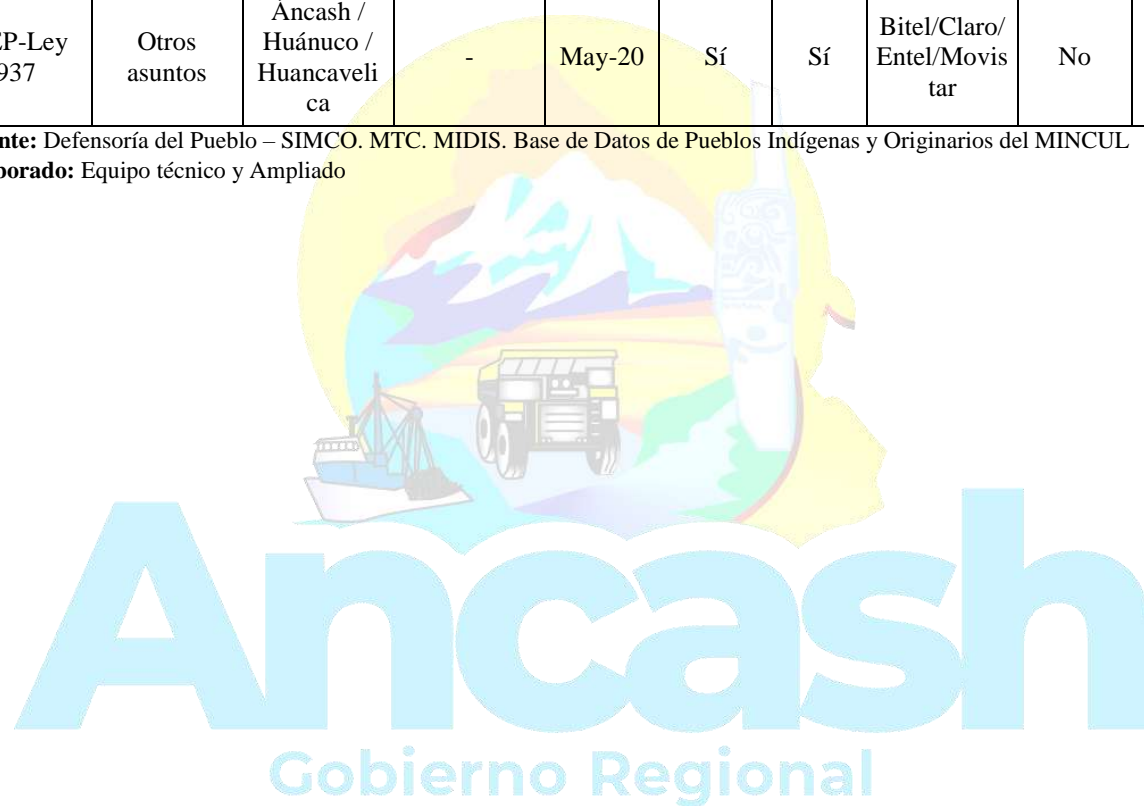 Áncash /
P-Ley
Otros
Huánuco /
Bitel/Claro/
937
asuntos
Huancaveli
-
May-20
Sí
Sí
Entel/Movis
No
ca
tar
nte: Defensoría del Pueblo – SIMCO. MTC. MIDIS. Base de Datos de Pueblos Indígenas y Originarios del MINCUL
orado: Equipo técnico y Ampliado
Ancash
Gobierno Regional